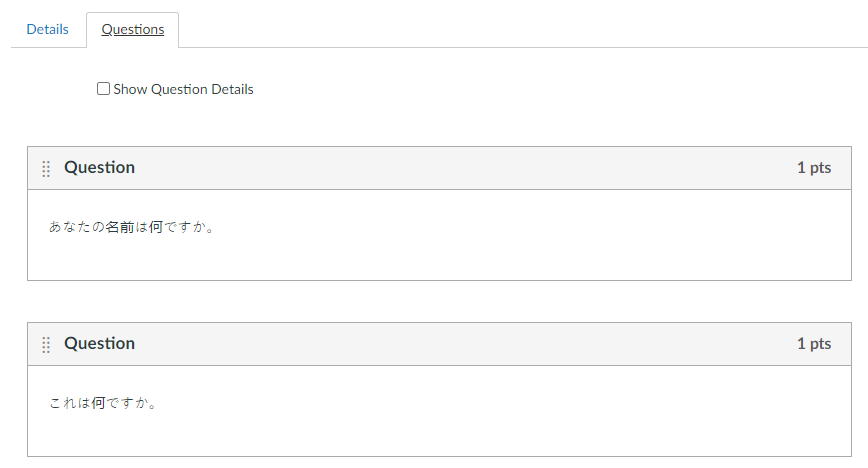 Details
Questions
Show Question Details
Question
1 pts
あなたの名前は何ですか。
Question
1 pts
これは何ですか。